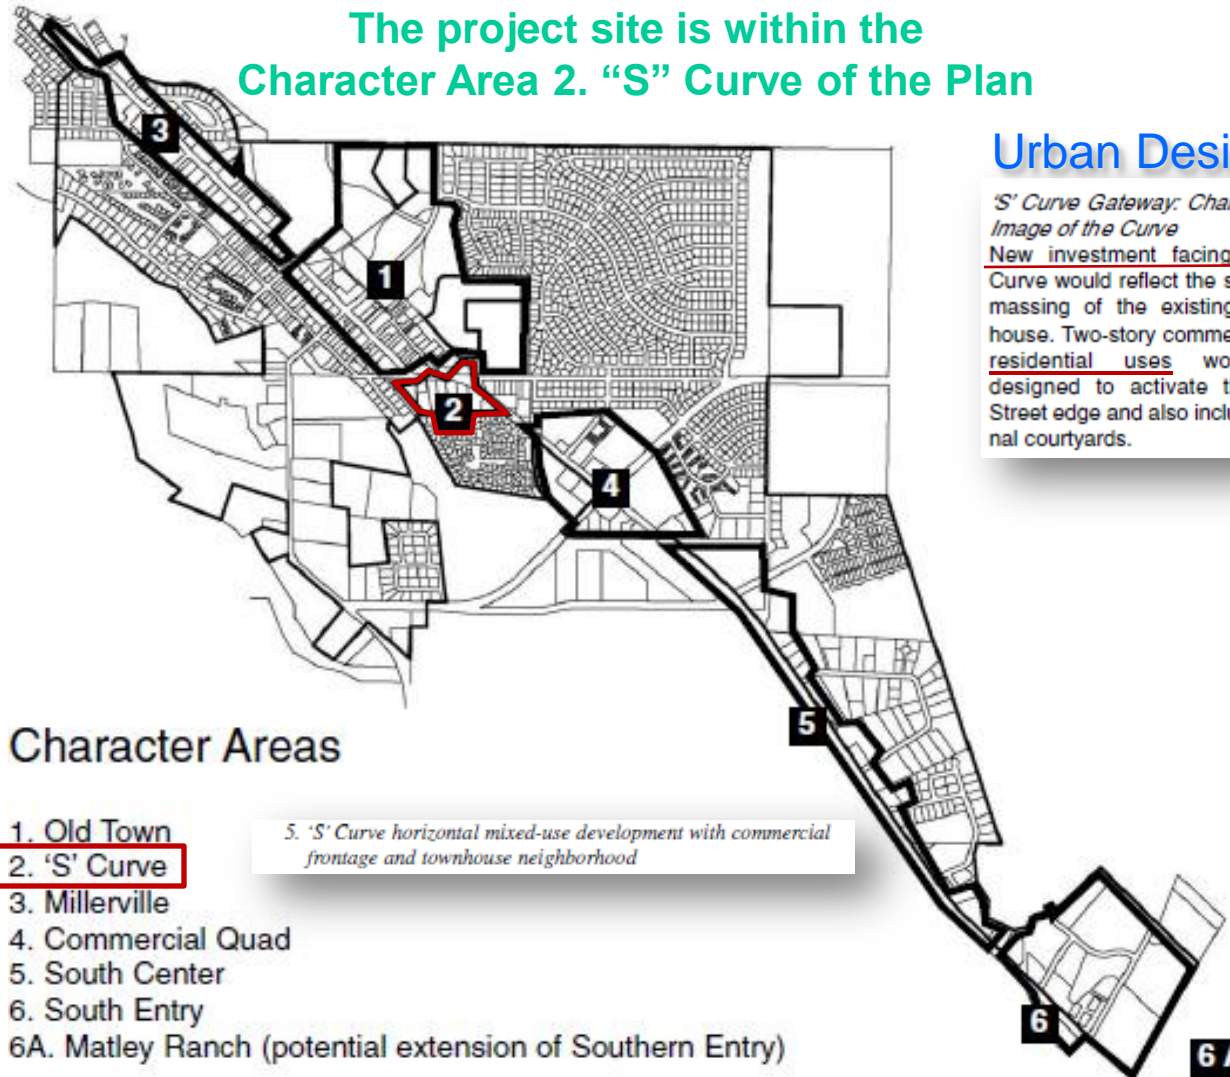 The project site is within the
Character Area 2. “S” Curve of the Plan
Urban Desi
'S' Curve Gateway: Cha
Image of the Curve
New investment facing
Curve would reflect the s
massing of the existing
house. Two-story comme
residential uses wo
designed to activate t
Street edge and also inclu
nal courtyards.
3
1
2
4
5
6
6 A
Character Areas
1. Old Town
2. ‘S’ Curve
3. Millerville
4. Commercial Quad
5. South Center
6. South Entry
6A. Matley Ranch (potential extension of Southern Entry)
5. ‘S’ Curve horizontal mixed-use development with commercial
frontage and townhouse neighborhood